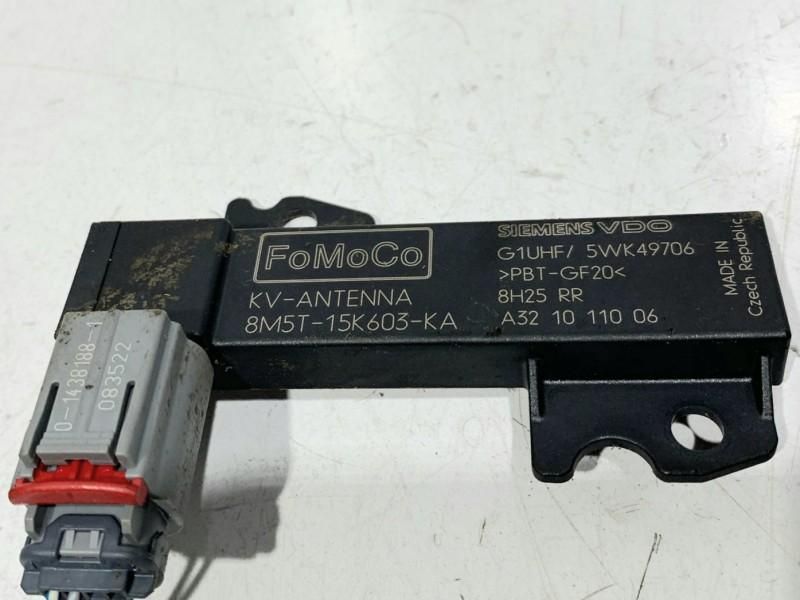 FoMoCo
KV-ANTENNA
8M5T-15K603-KA
SIEMENS VDO
G1UHF/ 5WK49706
>PBT-GF20<
8H25 RR
A32 10 110 06
MADE IN
Czech Republic
0-1438188-1
083522